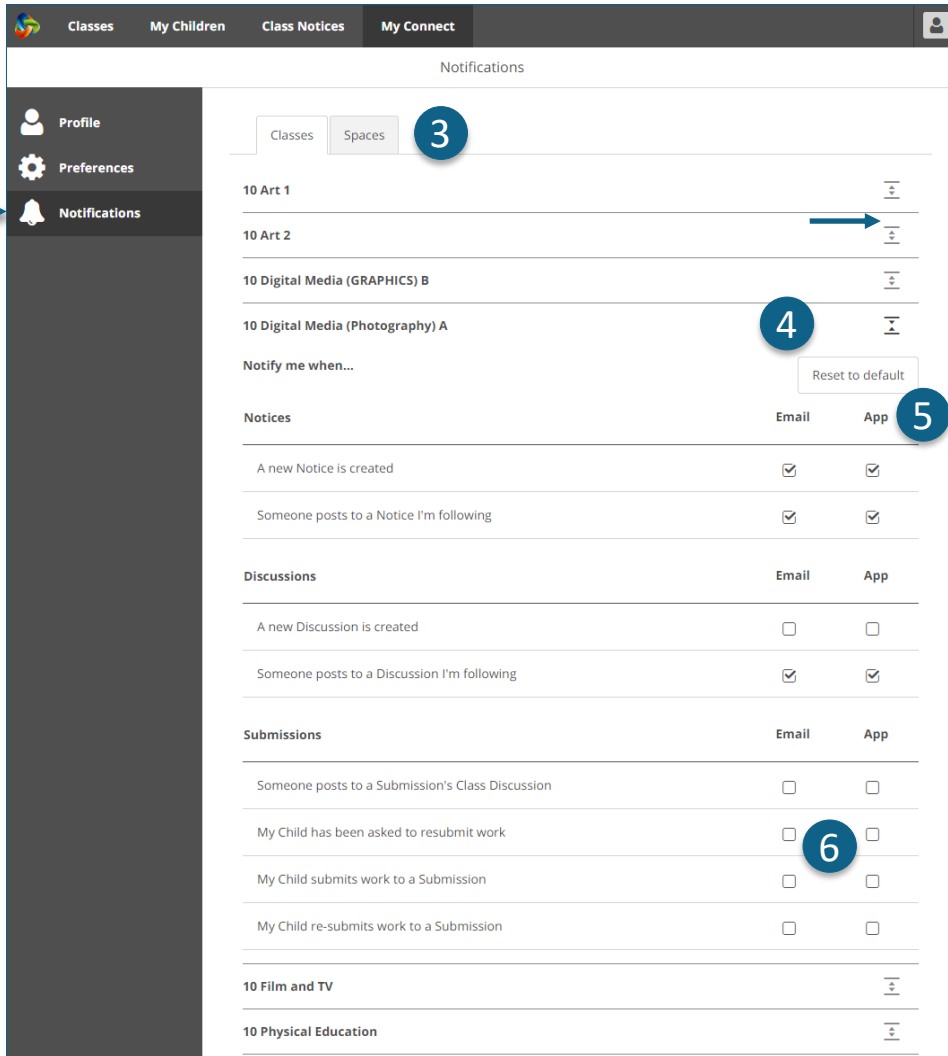 Classes My Children Class Notices My Connect
Notifications
Profile
Preferences
Notifications
Classes Spaces 3
10 Art 1
10 Art 2
10 Digital Media (GRAPHICS) B
10 Digital Media (Photography) A 4
Notify me when...
Reset to default
Notices Email App 5
A new Notice is created
Someone posts to a Notice I'm following
Discussions Email App
A new Discussion is created
Someone posts to a Discussion I'm following
Submissions Email App
Someone posts to a Submission's Class Discussion
My Child has been asked to resubmit work 6
My Child submits work to a Submission
My Child re-submits work to a Submission
10 Film and TV
10 Physical Education